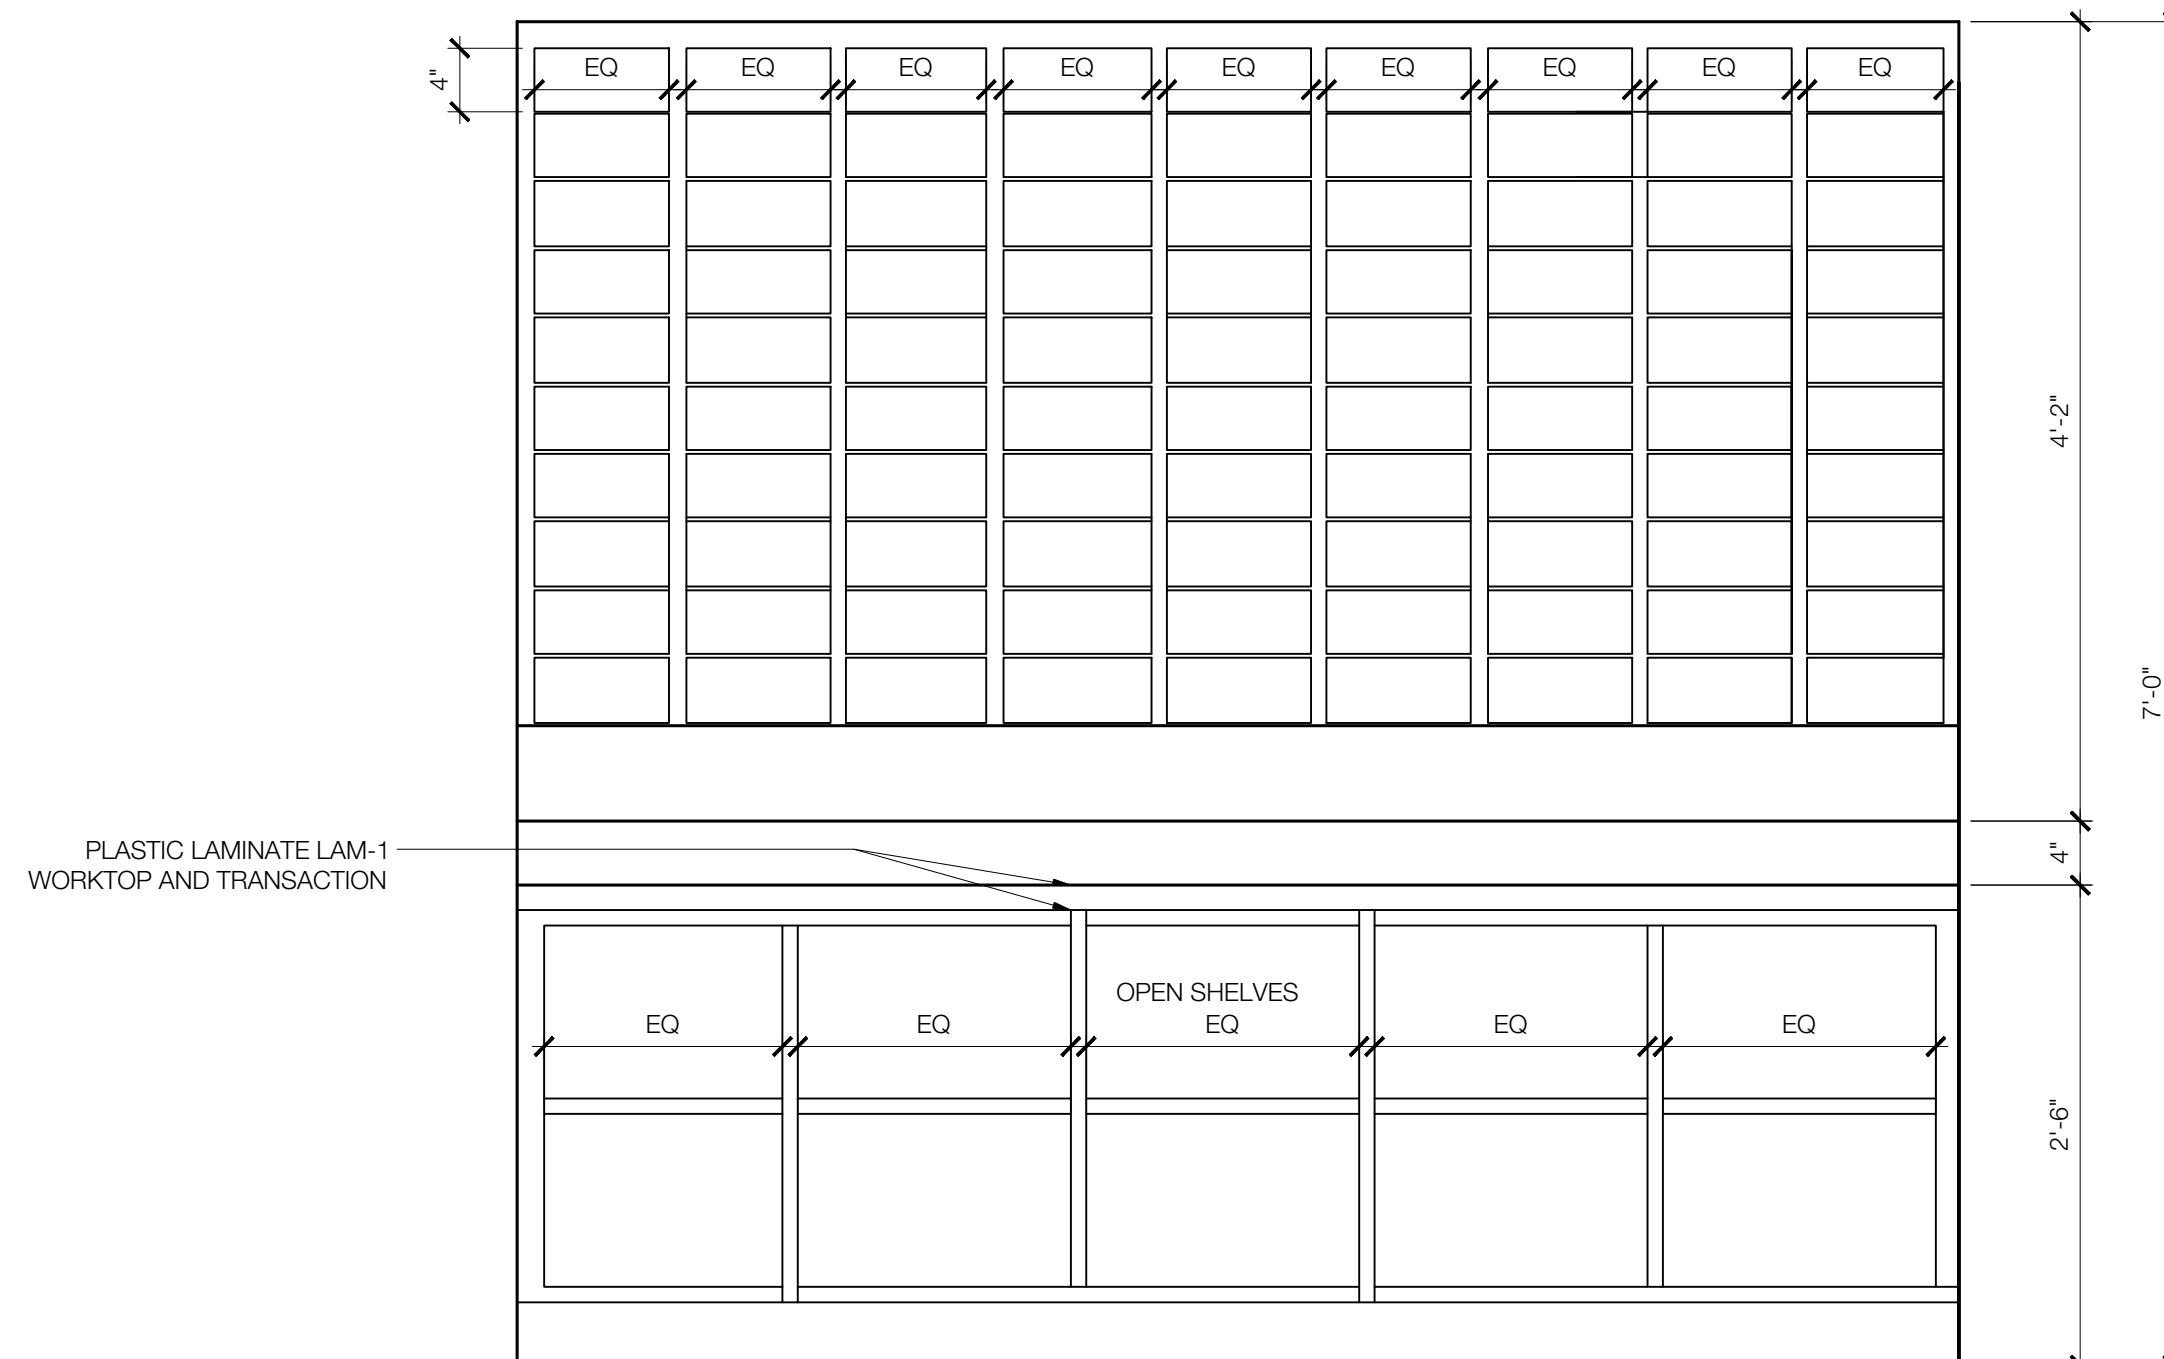 EQ EQ EQ EQ EQ EQ EQ EQ EQ
4"
4'-2"
7'-0"
PLASTIC LAMINATE LAM-1
WORKTOP AND TRANSACTION
4"
OPEN SHELVES
EQ EQ EQ EQ EQ
2'-6"